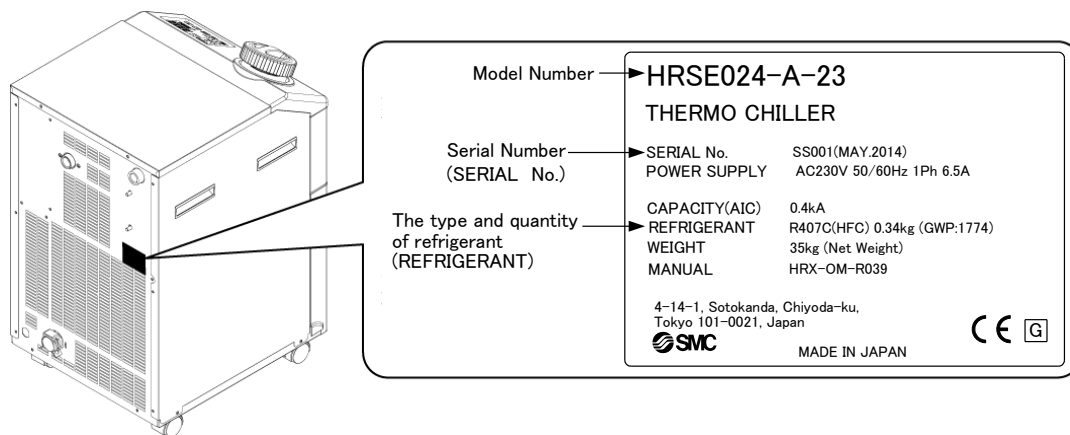 Model Number
HRSE024-A-23
THERMO CHILLER
Serial Number
(SERIAL No.)
SERIAL No. SS001(MAY.2014)
POWER SUPPLY AC230V 50/60Hz 1Ph 6.5A
The type and quantity
of refrigerant
(REFRIGERANT)
CAPACITY(AIC) 0.4kA
REFRIGERANT R407C(HFC) 0.34kg (GWP:1774)
WEIGHT 35kg (Net Weight)
MANUAL HRX-OM-R039
4-14-1, Sotokanda, Chiyoda-ku,
Tokyo 101-0021, Japan
SMC
MADE IN JAPAN
CE G